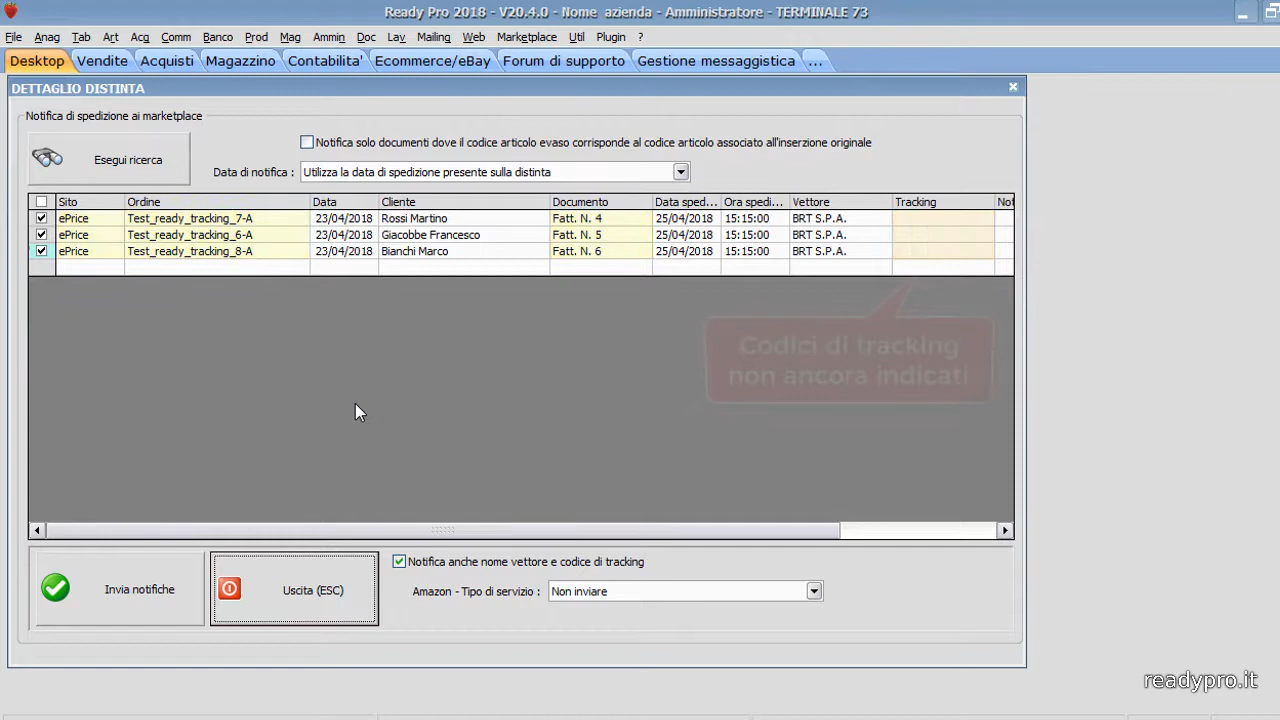 Ready Pro 2018 - V20.4.0 - Nome azienda - Amministratore - TERMINALE 73
File Anag Tab Art Acq Comm Banco Prod Mag Ammin Doc Lav Mailing Web Marketplace Util Plugin ?
Desktop Vendite Acquisti Magazzino Contabilita' Ecommerce/eBay Forum di supporto Gestione messaggistica ...
DETTAGLIO DISTINTA
Notifica di spedizione ai marketplace
Esegui ricerca
Notifica solo documenti dove il codice articolo evaso corrisponde al codice articolo associato all'inserzione originale
Data di notifica : Utilizza la data di spedizione presente sulla distinta
Sito Ordine Data Cliente Documento Data sped... Ora spedi... Vettore Tracking Not
ePrice Test_ready_tracking_7-A 23/04/2018 Rossi Martino Fatt. N. 4 25/04/2018 15:15:00 BRT S.P.A.
ePrice Test_ready_tracking_6-A 23/04/2018 Giacobbe Francesco Fatt. N. 5 25/04/2018 15:15:00 BRT S.P.A.
ePrice Test_ready_tracking_8-A 23/04/2018 Bianchi Marco Fatt. N. 6 25/04/2018 15:15:00 BRT S.P.A.
Codici di tracking
non ancora indicati
Invia notifiche
Uscita (ESC)
Notifica anche nome vettore e codice di tracking
Amazon - Tipo di servizio : Non inviare
readypro.it